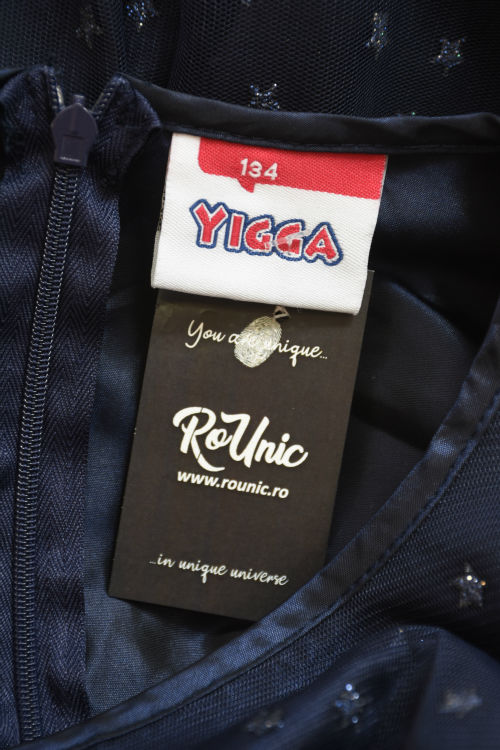 134
YIGGA
You are unique...
RoUnic
www.rounic.ro
...in unique universe